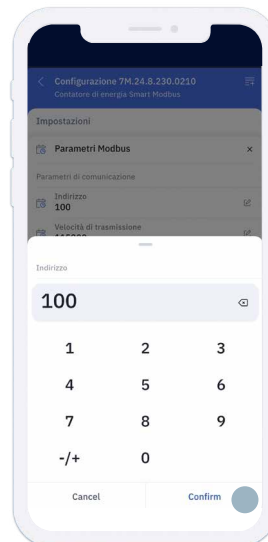 Configurazione 7M.24.8.230.0210
Contatore di energia Smart Modbus
Impostazioni
Parametri Modbus
×
Parametri di comunicazione
Indirizzo
100
Velocità di trasmissione
115200
Indirizzo
100
1 2 3
4 5 6
7 8 9
-/+ 0
Cancel Confirm